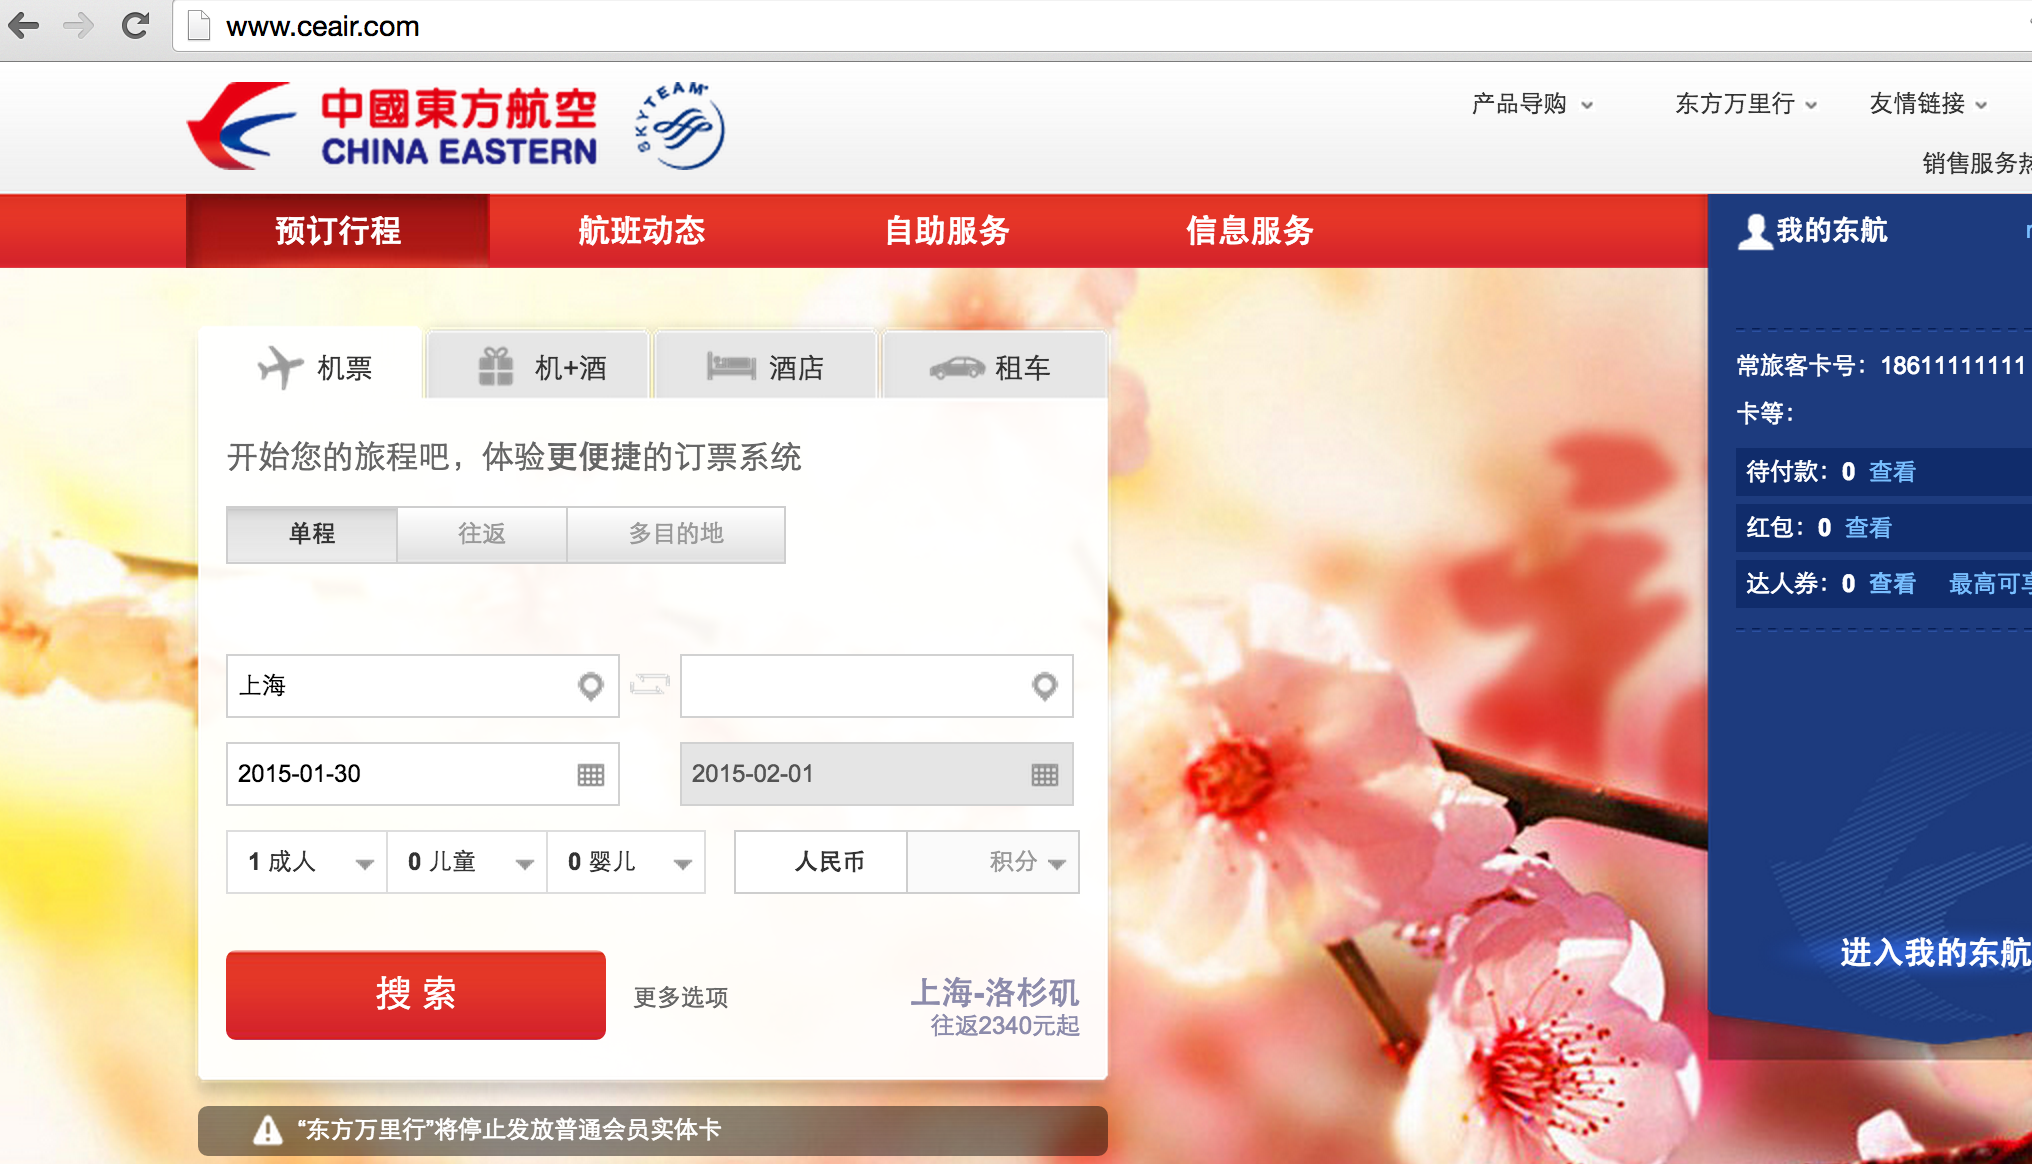 www.ceair.com
中國東方航空
CHINA EASTERN
SKYTEAM
产品导购
东方万里行
友情链接
销售服务热
预订行程
航班动态
自助服务
信息服务
我的东航
机票
机+酒
酒店
租车
常旅客卡号：18611111111
卡等：
开始您的旅程吧，体验更便捷的订票系统
待付款：0 查看
单程
往返
多目的地
红包：0 查看
达人券：0 查看 最高可享
上海
2015-01-30
2015-02-01
1 成人
0 儿童
0 婴儿
人民币
积分
搜 索
更多选项
上海-洛杉矶
往返2340元起
进入我的东航
“东方万里行”将停止发放普通会员实体卡